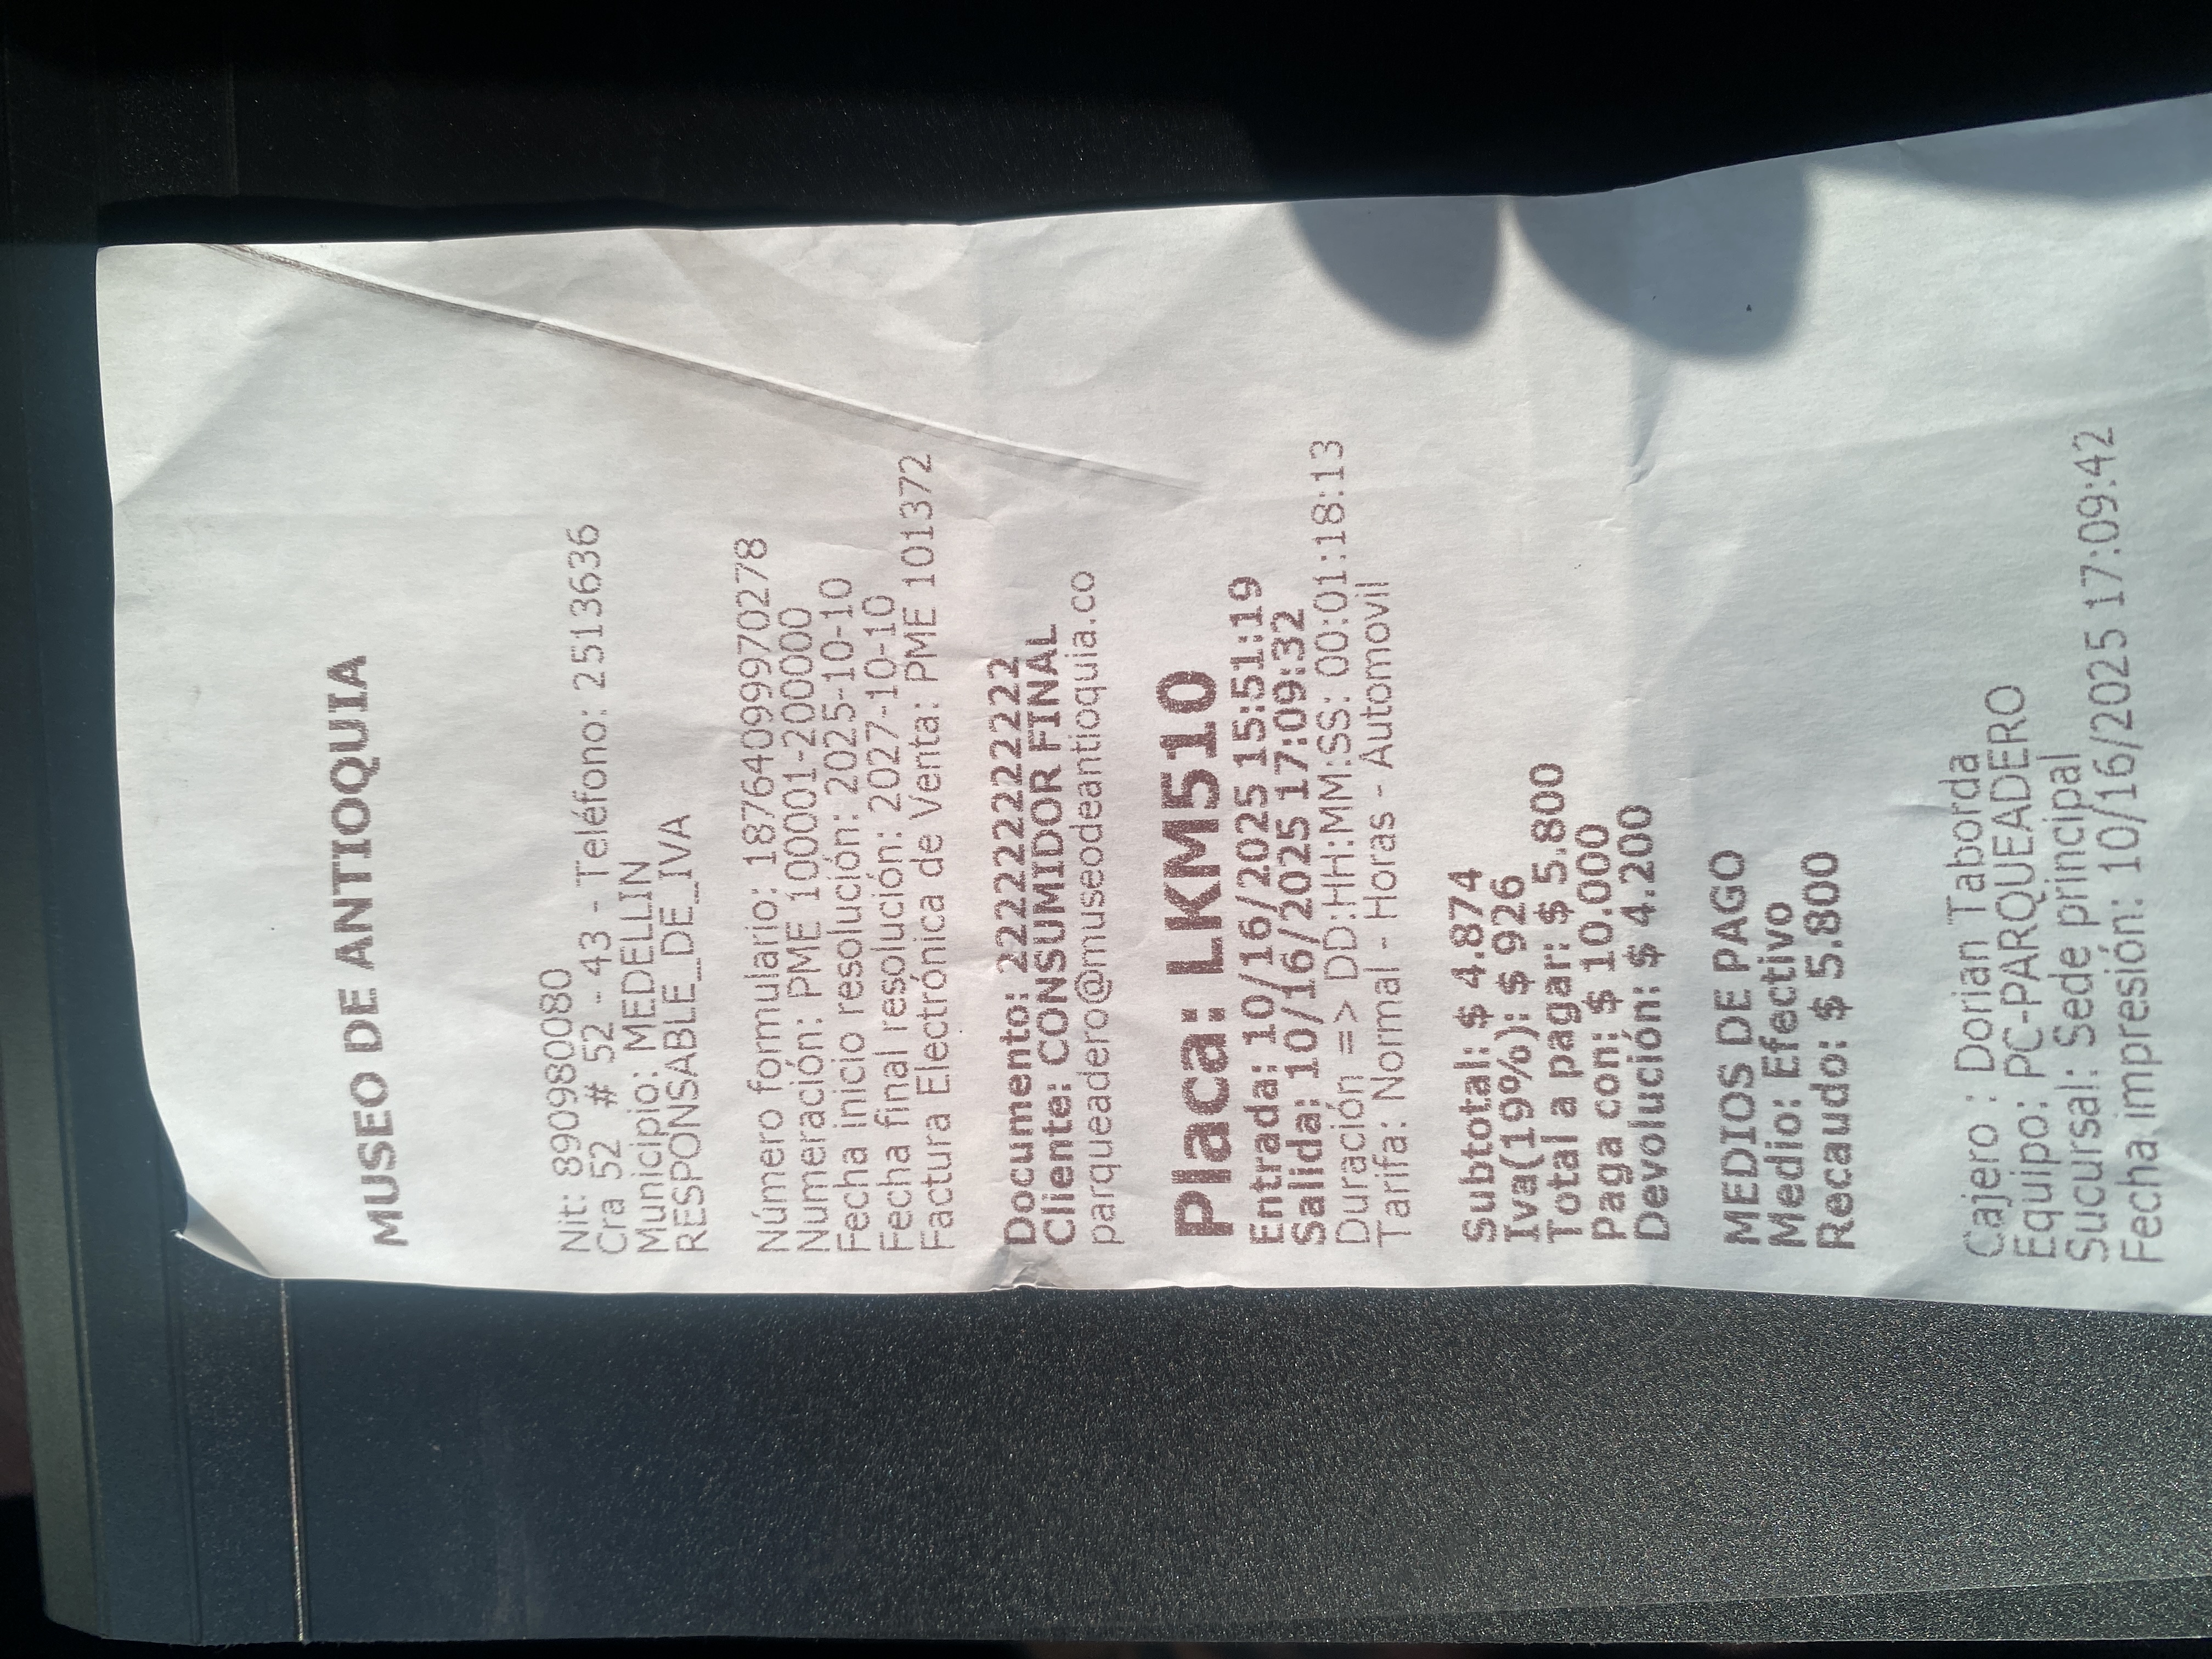 MUSEO DE ANTIOQUIA
Nit: 890980080
Cra 52 # 52 - 43 - Teléfono: 2513636
Municipio: MEDELLIN
RESPONSABLE_DE_IVA
Número formulario: 18764099970278
Numeración: PME 100001-200000
Fecha inicio resolución: 2025-10-10
Fecha final resolución: 2027-10-10
Factura Electrónica de Venta: PME 101372
Documento: 222222222222
Cliente: CONSUMIDOR FINAL
parqueadero@museodeantioquia.co
Placa: LKM510
Entrada: 10/16/2025 15:51:19
Salida: 10/16/2025 17:09:32
Duración => DD:HH:MM:SS: 00:01:18:13
Tarifa: Normal - Horas - Automovil
Subtotal: $ 4.874
Iva(19%): $ 926
Total a pagar: $ 5.800
Paga con: $ 10.000
Devolución: $ 4.200
MEDIOS DE PAGO
Medio: Efectivo
Recaudo: $ 5.800
Cajero : Dorian Taborda
Equipo: PC-PARQUEADERO
Sucursal: Sede principal
Fecha impresión: 10/16/2025 17:09:42